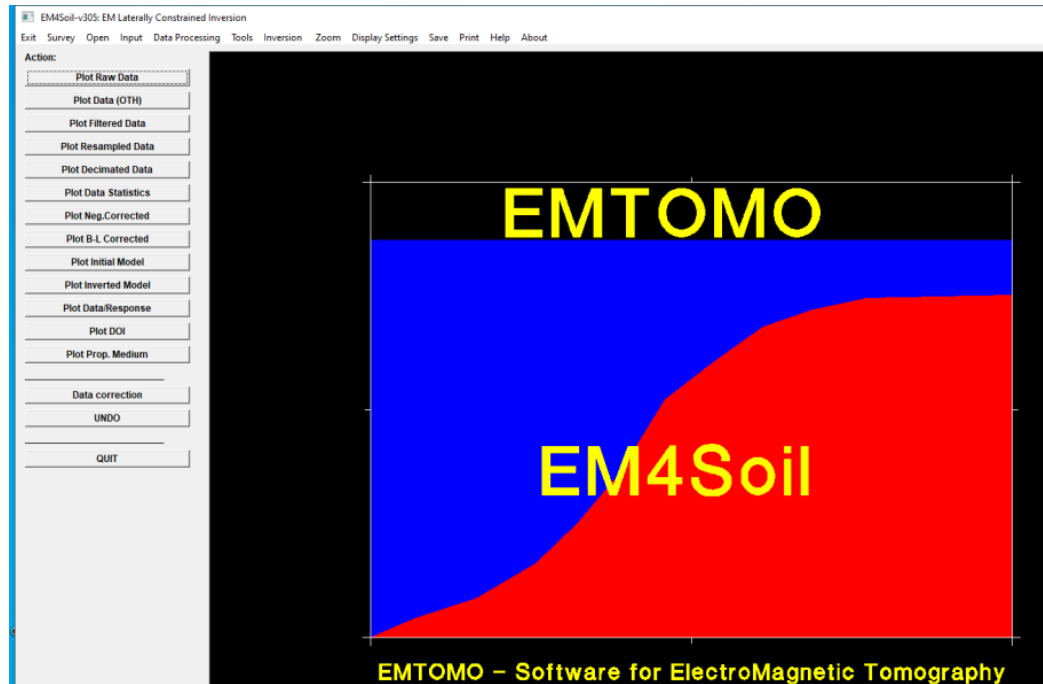 EM4Soil-v305: EM Laterally Constrained Inversion
Exit Survey Open Input Data Processing Tools Inversion Zoom Display Settings Save Print Help About
Action:
Plot Raw Data
Plot Data (OTH)
Plot Filtered Data
Plot Resampled Data
Plot Decimated Data
Plot Data Statistics
Plot Neg.Corrected
Plot B-L Corrected
Plot Initial Model
Plot Inverted Model
Plot Data/Response
Plot DOI
Plot Prop. Medium
Data correction
UNDO
QUIT
EMTOMO
EM4Soil
EMTOMO - Software for ElectroMagnetic Tomography